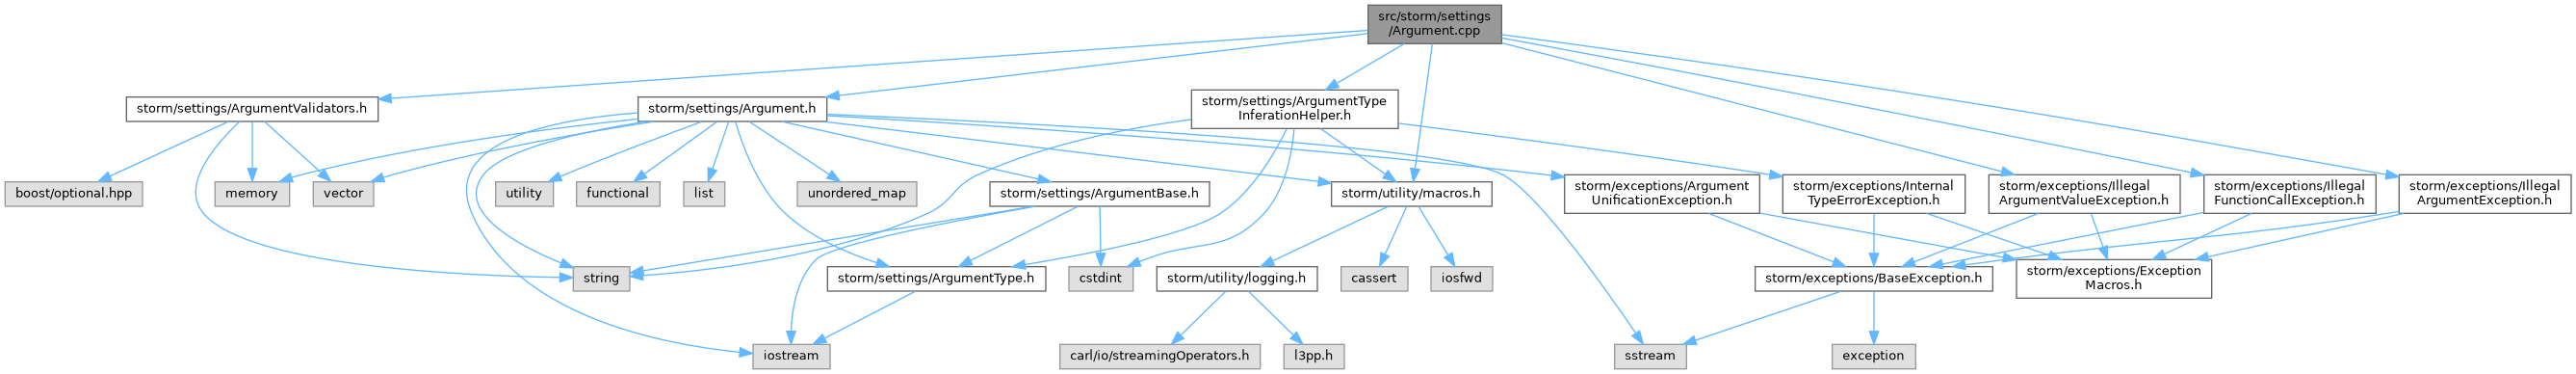 src/storm/settings
/Argument.cpp
storm/settings/ArgumentValidators.h
storm/settings/Argument.h
storm/settings/ArgumentType
InferationHelper.h
boost/optional.hpp
memory
vector
utility
functional
list
unordered_map
storm/settings/ArgumentBase.h
storm/utility/macros.h
storm/exceptions/Argument
UnificationException.h
storm/exceptions/Internal
TypeErrorException.h
storm/exceptions/Illegal
ArgumentValueException.h
storm/exceptions/Illegal
FunctionCallException.h
storm/exceptions/Illegal
ArgumentException.h
string
storm/settings/ArgumentType.h
cstdint
storm/utility/logging.h
cassert
iosfwd
storm/exceptions/BaseException.h
storm/exceptions/Exception
Macros.h
iostream
carl/io/streamingOperators.h
l3pp.h
sstream
exception